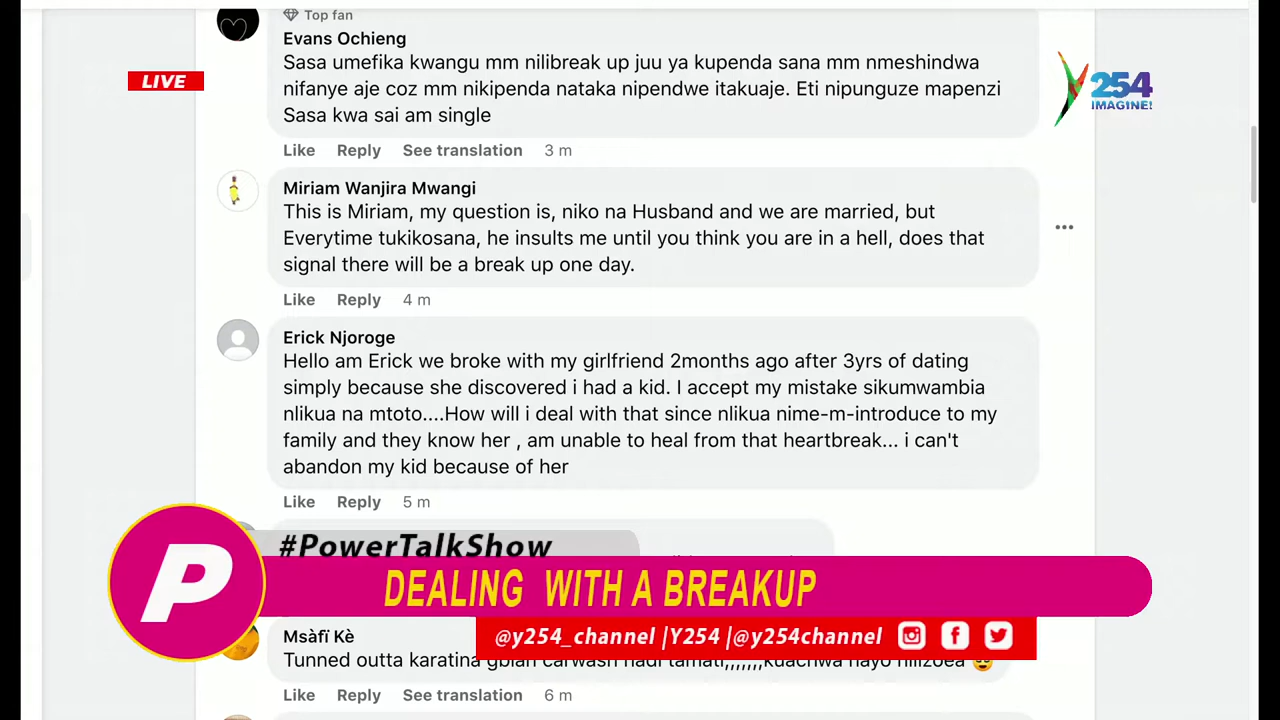 Top fan
Evans Ochieng
Sasa umefika kwangu mm nilibreak up juu ya kupenda sana mm nmeshindwa
nifanye aje coz mm nikipenda nataka nipendwe itakuaje. Eti nipunguze mapenzi
Sasa kwa sai am single
Like Reply See translation 3 m
LIVE
254
IMAGINE!
Miriam Wanjira Mwangi
This is Miriam, my question is, niko na Husband and we are married, but
Everytime tukikosana, he insults me until you think you are in a hell, does that
signal there will be a break up one day.
Like Reply 4 m
Erick Njoroge
Hello am Erick we broke with my girlfriend 2months ago after 3yrs of dating
simply because she discovered i had a kid. I accept my mistake sikumwambia
nlikua na mtoto....How will i deal with that since nlikua nime-m-introduce to my
family and they know her , am unable to heal from that heartbreak... i can't
abandon my kid because of her
Like Reply 5 m
P
#PowerTalkShow
DEALING WITH A BREAKUP
@y254_channel |Y254 |@y254channel
Msàfï Kè
Tunned outta karatina gbian carwash hadi tamati,,,,,,,kuachwa nayo nilizoea 😌
Like Reply See translation 6 m